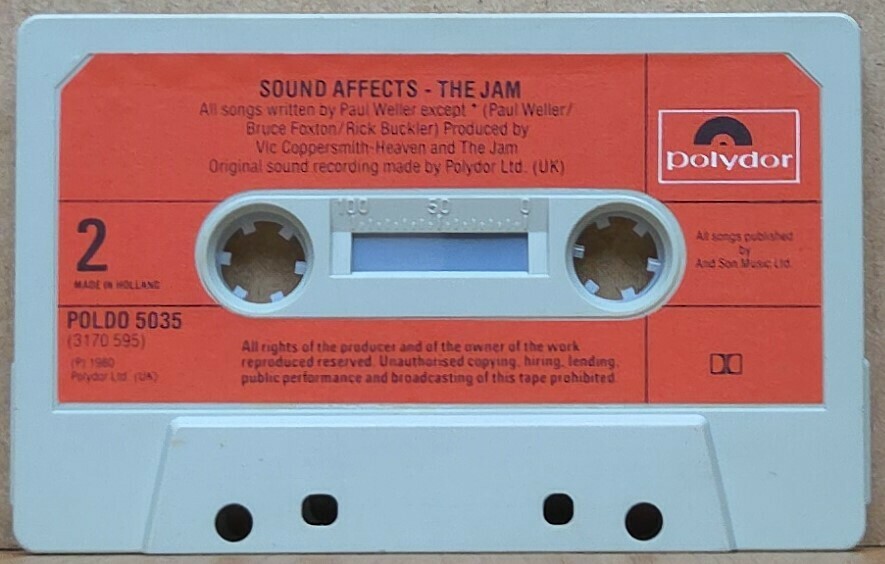 SOUND AFFECTS - THE JAM
All songs written by Paul Weller except * (Paul Weller/
Bruce Foxton/Rick Buckler) Produced by
Vic Coppersmith-Heaven and The Jam
Original sound recording made by Polydor Ltd. (UK)
polydor
100 50 0
2
MADE IN HOLLAND
All songs published
by
And Son Music Ltd.
POLDO 5035
(3170 595)
(P) 1980
Polydor Ltd. (UK)
All rights of the producer and of the owner of the work
reproduced reserved. Unauthorised copying, hiring, lending,
public performance and broadcasting of this tape prohibited.